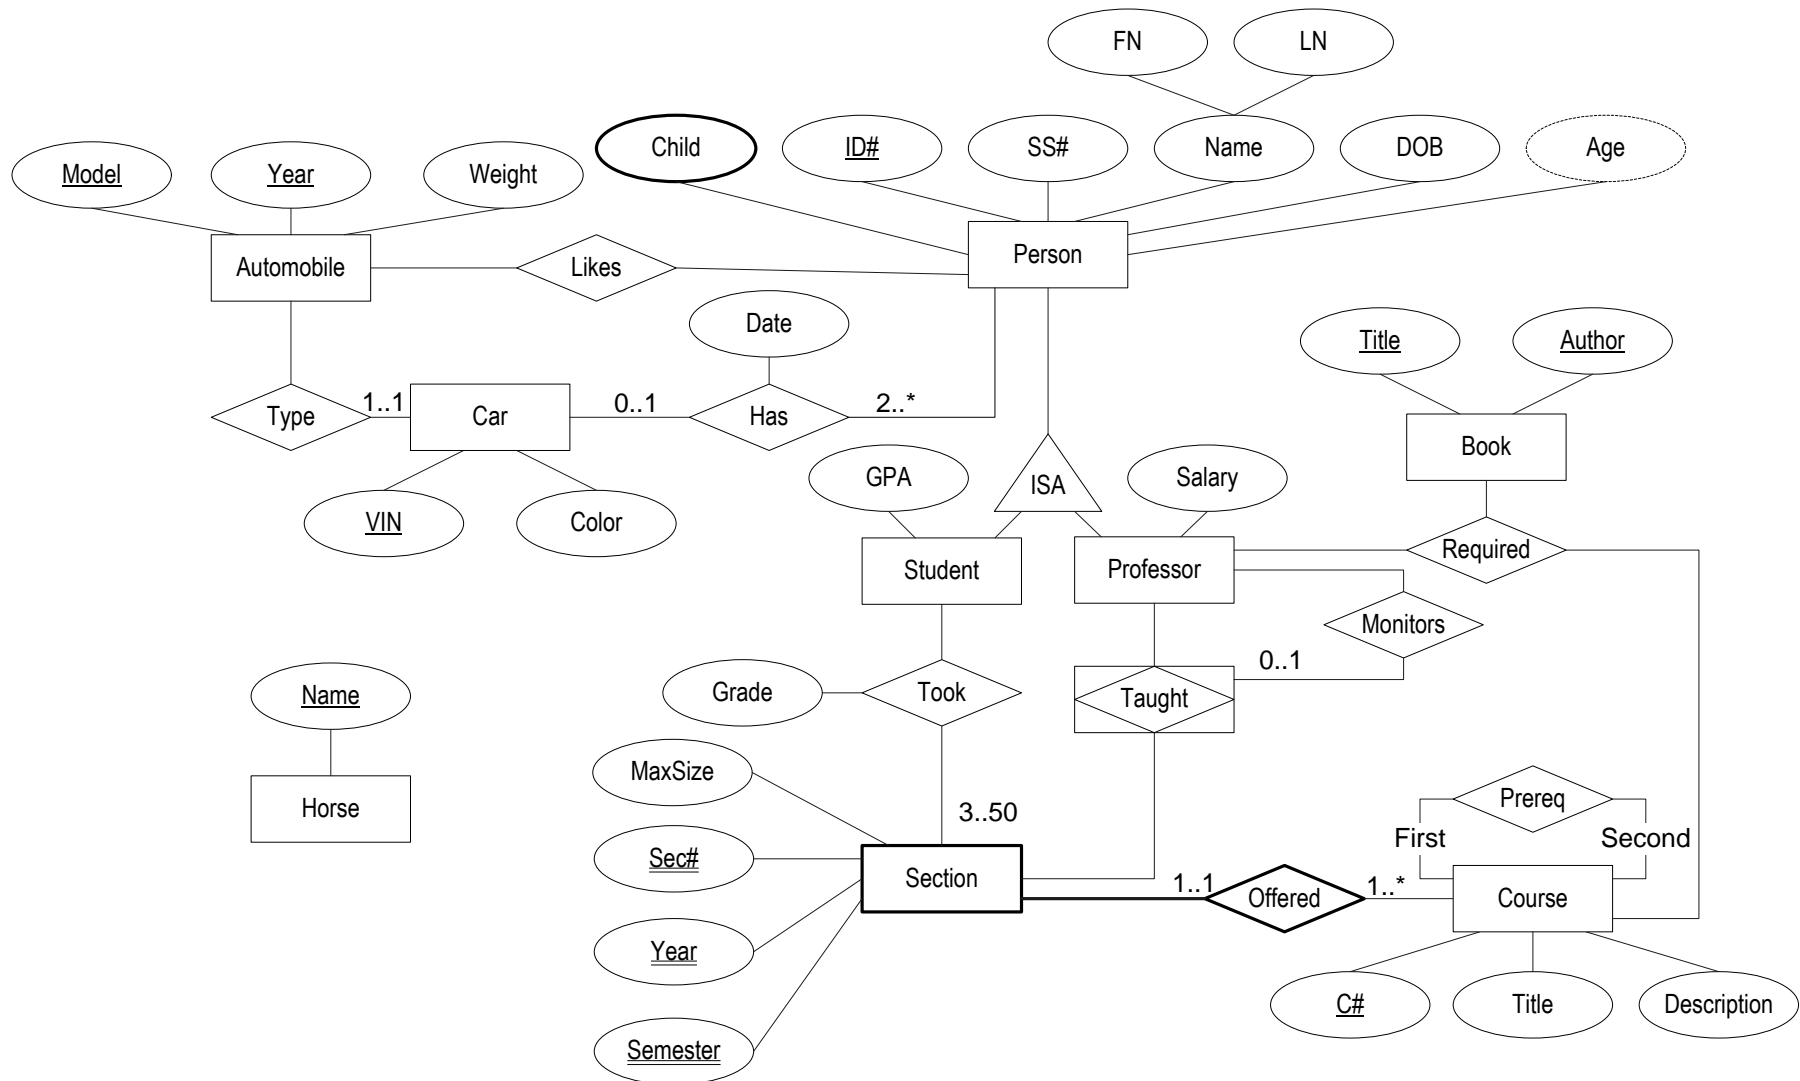 FN
LN
Child
ID#
SS#
Name
DOB
Age
Model
Year
Weight
Automobile
Likes
Person
Date
Title
Author
Type
1..1
Car
0..1
Has
2..*
Book
GPA
ISA
Salary
VIN
Color
Student
Professor
Required
Monitors
0..1
Name
Grade
Took
Taught
MaxSize
Horse
3..50
Prereq
First
Second
Sec#
Section
1..1
Offered
1..*
Course
Year
Semester
C#
Title
Description